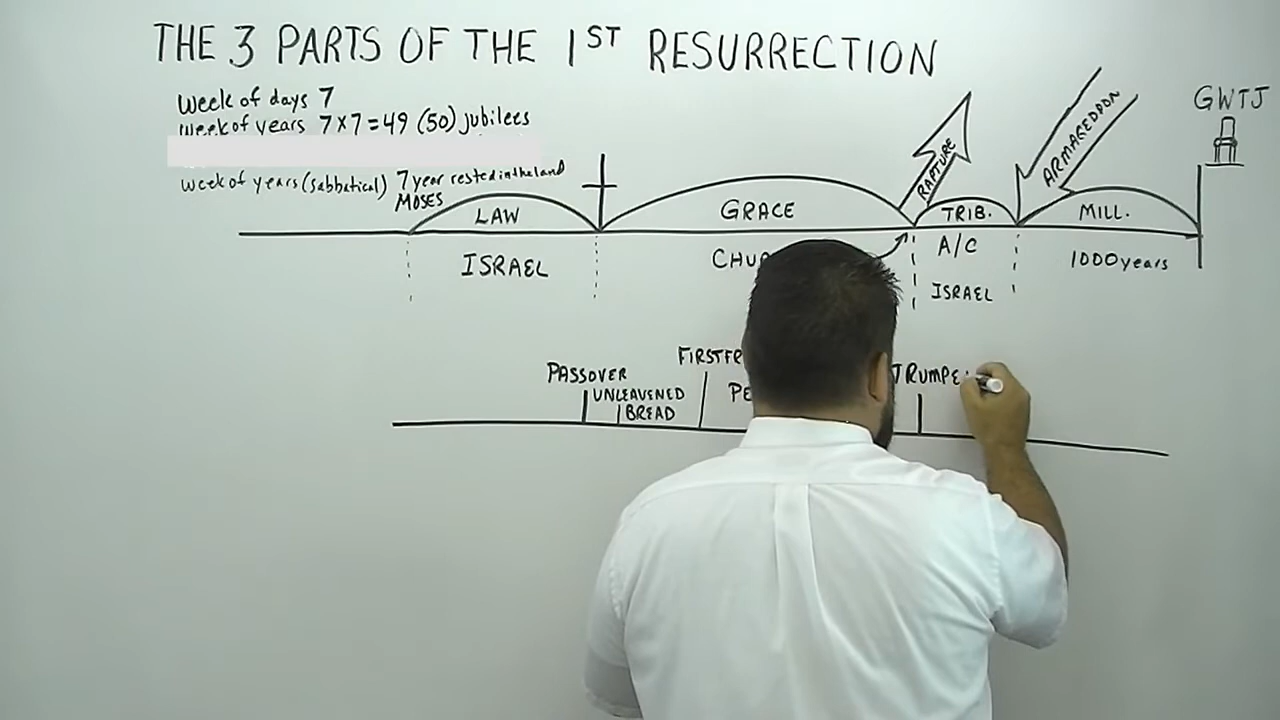 THE 3 PARTS OF THE 1ST RESURRECTION
Week of days 7
Week of years 7x7=49 (50) jubilees
week of years (sabbatical) 7 year rested in the land
MOSES
LAW
GRACE
RAPTURE
TRIB.
ARMAGEDDON
MILL.
GWTJ
ISRAEL
CHU
A/C
1000 years
ISRAEL
PASSOVER
UNLEAVENED
BREAD
FIRSTFR
PE
TRUMPE